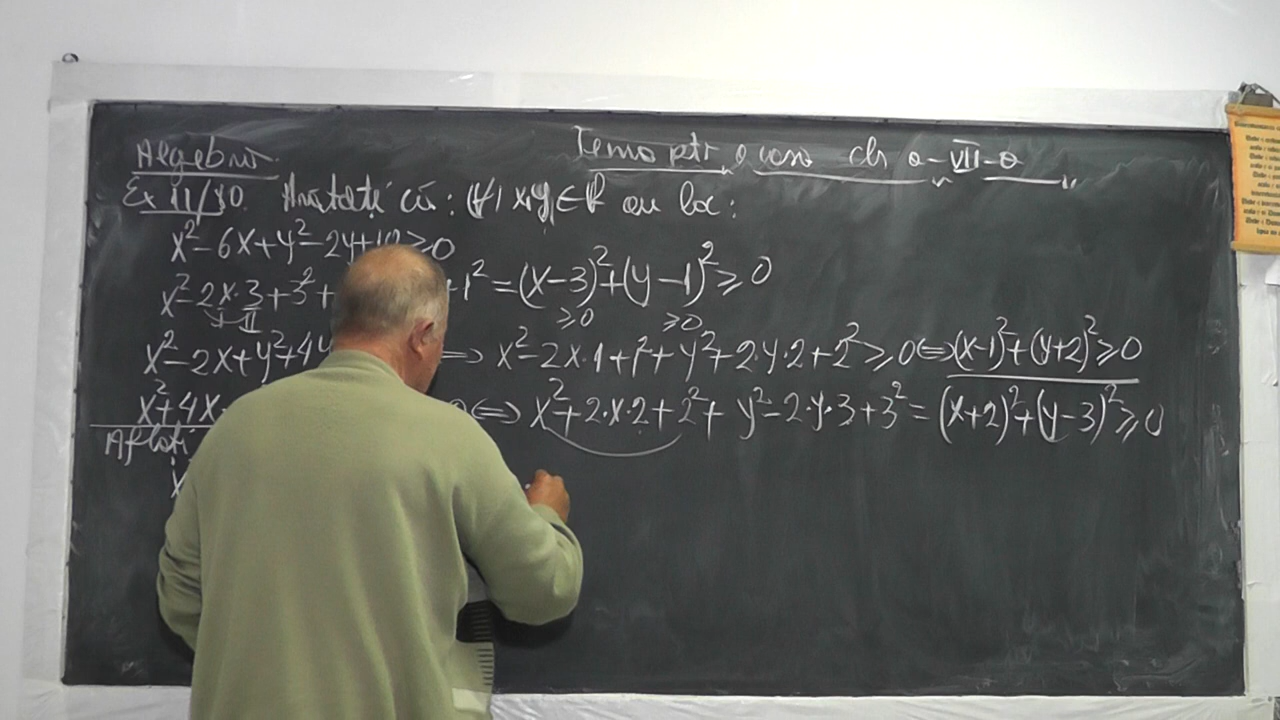 Algebră Temă ptr acasă cls a-VII-a
Ex 11/80 Arătați că: (∀) x,y ∈ R au loc:
x²-6x+y²-2y+10≥0
x²-2x·3+3²+ +1²=(x-3)²+(y-1)²≥0
≥0 ≥0
x²-2x+y²+4y ⇒ x²-2x·1+1²+y²+2·y·2+2²≥0⇔(x-1)²+(y+2)²≥0
x²+4x 0⇔ x²+2·x·2+2²+y²-2·y·3+3²=(x+2)²+(y-3)²≥0
Aflați
x